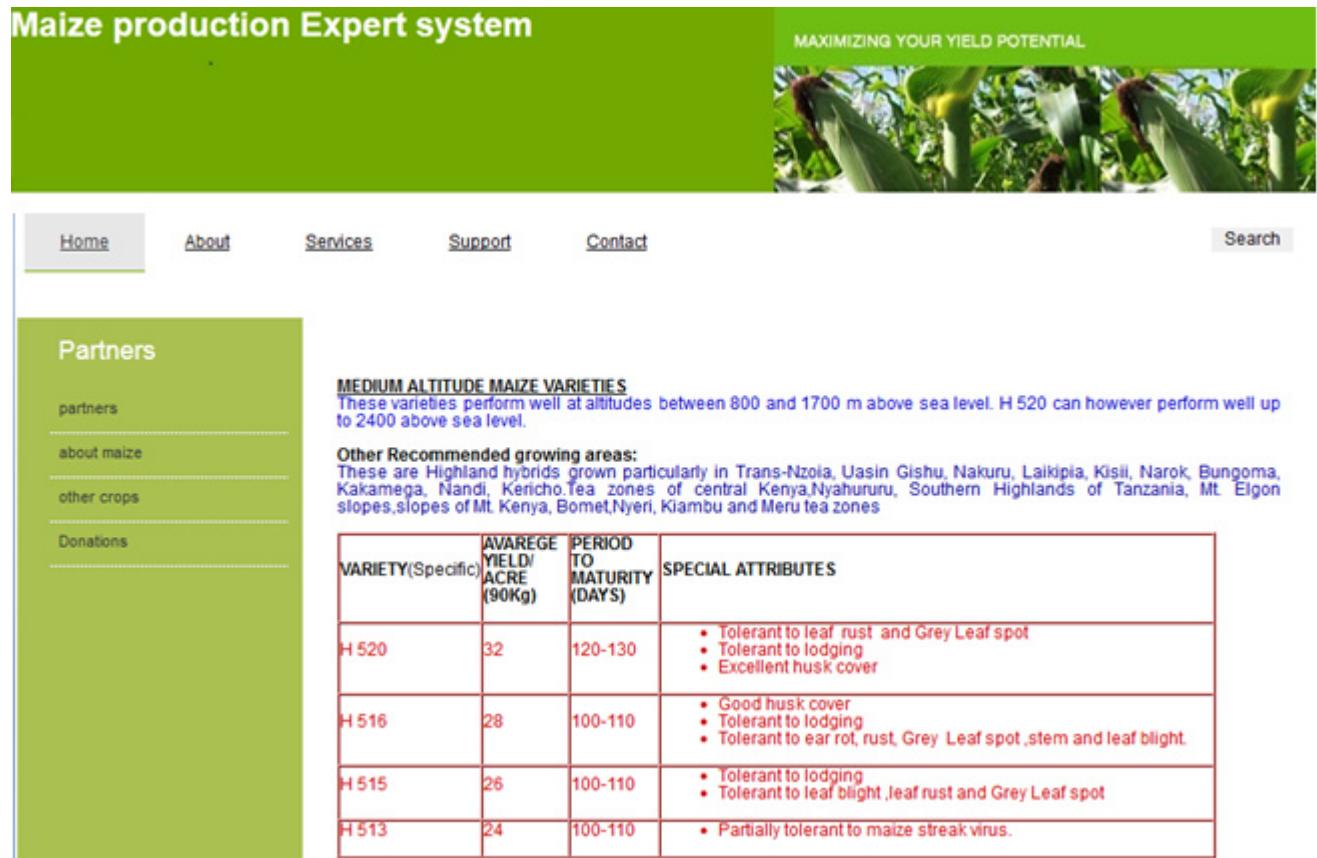 Maize production Expert system
MAXIMIZING YOUR YIELD POTENTIAL
Home About Services Support Contact Search
Partners
partners
about maize
other crops
Donations
MEDIUM ALTITUDE MAIZE VARIETIES
These varieties perform well at altitudes between 800 and 1700 m above sea level. H 520 can however perform well up
to 2400 above sea level.
Other Recommended growing areas:
These are Highland hybrids grown particularly in Trans-Nzoia, Uasin Gishu, Nakuru, Laikipia, Kisii, Narok, Bungoma,
Kakamega, Nandi, Kericho.Tea zones of central Kenya,Nyahururu, Southern Highlands of Tanzania, Mt. Elgon
slopes,slopes of Mt. Kenya, Bomet,Nyeri, Kiambu and Meru tea zones
VARIETY(Specific)
AVAREGE
YIELD/
ACRE
(90Kg)
PERIOD
TO
MATURITY
(DAYS)
SPECIAL ATTRIBUTES
H 520
32
120-130
• Tolerant to leaf rust and Grey Leaf spot
• Tolerant to lodging
• Excellent husk cover
H 516
28
100-110
• Good husk cover
• Tolerant to lodging
• Tolerant to ear rot, rust, Grey Leaf spot ,stem and leaf blight.
H 515
26
100-110
• Tolerant to lodging
• Tolerant to leaf blight ,leaf rust and Grey Leaf spot
H 513
24
100-110
• Partially tolerant to maize streak virus.